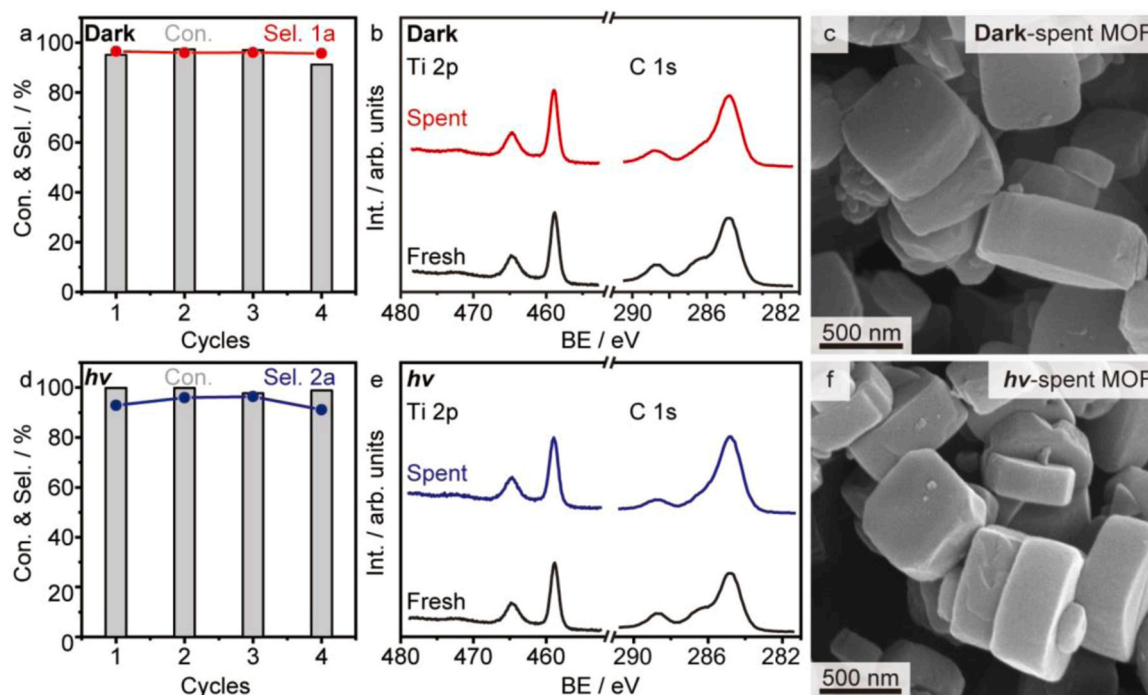 a
Dark
Con.
Sel. 1a
Con. & Sel. / %
100
80
60
40
20
0
1 2 3 4
Cycles
b
Dark
Ti 2p
C 1s
Spent
Fresh
Int. / arb. units
480 470 460 290 286 282
BE / eV
c
Dark-spent MOF
500 nm
d
hv
Con.
Sel. 2a
Con. & Sel. / %
100
80
60
40
20
0
1 2 3 4
Cycles
e
hv
Ti 2p
C 1s
Spent
Fresh
Int. / arb. units
480 470 460 290 286 282
BE / eV
f
hv-spent MOF
500 nm